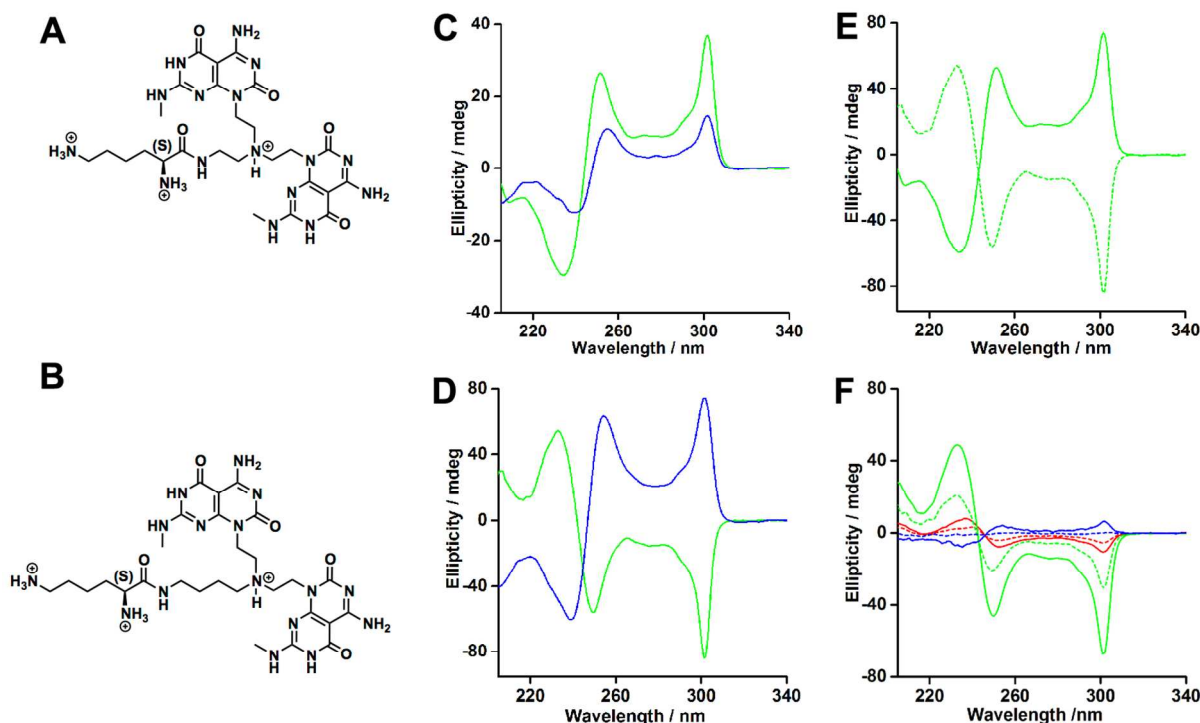 A
O
NH₂
HN
N
HN
N
N
O
O
(S)
H₃N
⊕
N
H
NH₃
⊕
N
H
⊕
N
O
N
N
NH₂
N
H
N
H
O
B
O
NH₂
HN
N
HN
N
N
O
O
(S)
H₃N
⊕
N
H
NH₃
⊕
N
H
⊕
N
O
N
N
NH₂
N
H
N
H
O
C
Ellipticity / mdeg
40
20
0
-20
-40
220 260 300 340
Wavelength / nm
D
Ellipticity / mdeg
80
40
0
-40
-80
220 260 300 340
Wavelength / nm
E
Ellipticity / mdeg
80
40
0
-40
-80
220 260 300 340
Wavelength / nm
F
Ellipticity / mdeg
80
40
0
-40
-80
220 260 300 340
Wavelength / nm